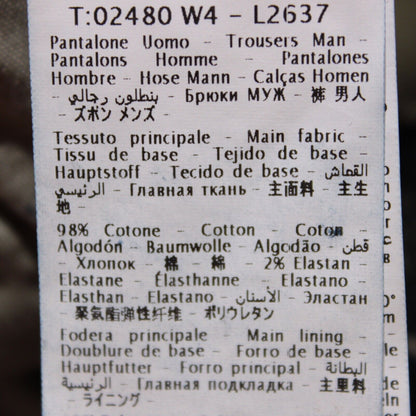 T:02480 W4 - L2637
Pantalone Uomo - Trousers Man -
Pantalons Homme - Pantalones
Hombre - Hose Mann - Calças Homen
- بنطلون رجالي - Брюки МУЖ - 裤 男人
- ズボン メンズ -
Tessuto principale - Main fabric -
Tissu de base - Tejido de base -
Hauptstoff - Tecido de base - القماش
الرئيسي - Главная ткань - 主面料 - 主生
地 -
98% Cotone - Cotton - Coton -
Algodón - Baumwolle - Algodão - قطن
- Хлопок 棉 - 綿 - 2% Elastan
Elastane - Élasthanne - Elastano -
Elasthan - Elastano - الأستان - Эластан
- 聚氨酯弹性纤维 - ポリウレタン
Fodera principale - Main lining -
Doublure de base - Forro de base -
Hauptfutter - Forro principal - البطانة
الرئيسية - Главная подкладка - 主里料
- ライニング -